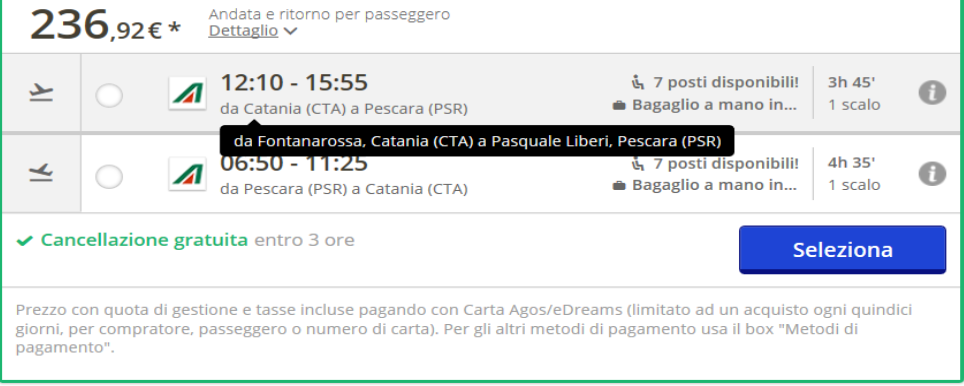 236,92€ *
Andata e ritorno per passeggero
Dettaglio
12:10 - 15:55
da Catania (CTA) a Pescara (PSR)
7 posti disponibili!
Bagaglio a mano in...
3h 45'
1 scalo
da Fontanarossa, Catania (CTA) a Pasquale Liberi, Pescara (PSR)
06:50 - 11:25
da Pescara (PSR) a Catania (CTA)
7 posti disponibili!
Bagaglio a mano in...
4h 35'
1 scalo
Cancellazione gratuita entro 3 ore
Seleziona
Prezzo con quota di gestione e tasse incluse pagando con Carta Agos/eDreams (limitato ad un acquisto ogni quindici
giorni, per compratore, passeggero o numero di carta). Per gli altri metodi di pagamento usa il box "Metodi di
pagamento".